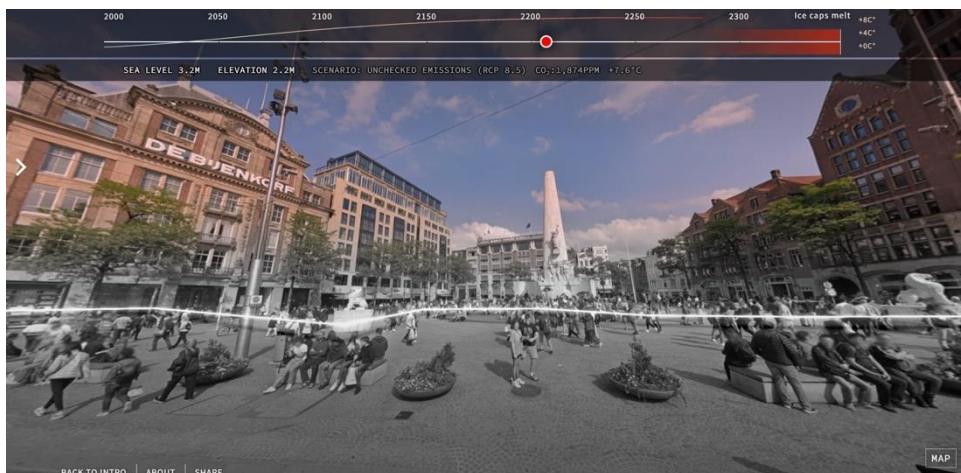 2000 2050 2100 2150 2200 2250 2300 Ice caps melt
+8C°
+4C°
+0C°
SEA LEVEL 3.2M ELEVATION 2.2M SCENARIO: UNCHECKED EMISSIONS (RCP 8.5) CO₂:1,874PPM +7.6°C
DE BIJENKORF
MAP
BACK TO INTRO ABOUT SHARE